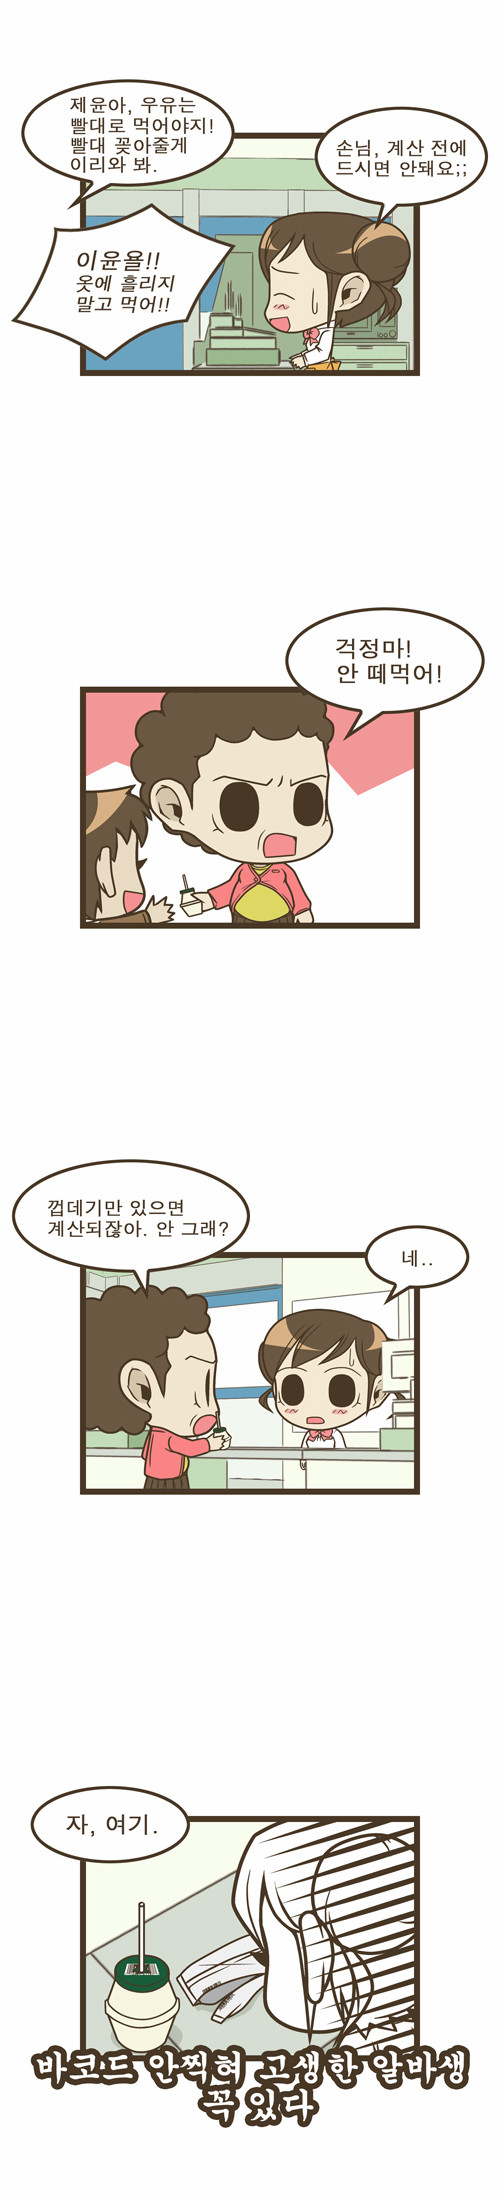 제윤아, 우유는
빨대로 먹어야지!
빨대 꽂아줄게
이리와 봐.
손님, 계산 전에
드시면 안돼요;;
이윤율!!
옷에 흘리지
말고 먹어!!
걱정마!
안 떼먹어!
껍데기만 있으면
계산되잖아. 안 그래?
네..
자, 여기.
바코드 안찍혀 고생한 알바생
꼭 있다